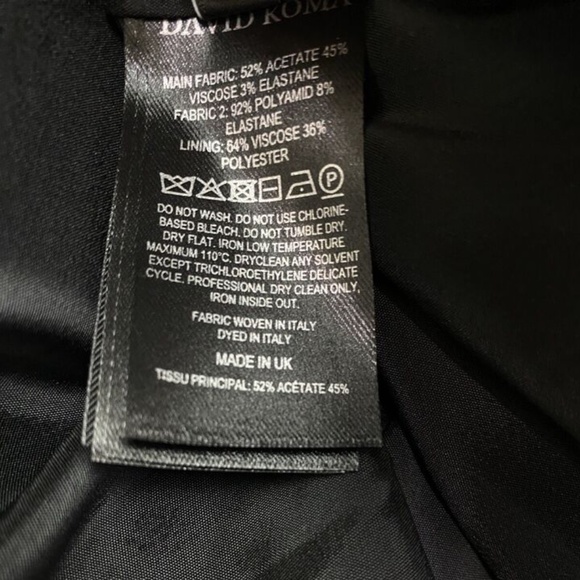 DAVID KOMA
MAIN FABRIC: 52% ACETATE 45%
VISCOSE 3% ELASTANE
FABRIC 2: 92% POLYAMID 8%
ELASTANE
LINING: 64% VISCOSE 36%
POLYESTER
DO NOT WASH. DO NOT USE CHLORINE-
BASED BLEACH. DO NOT TUMBLE DRY.
DRY FLAT. IRON LOW TEMPERATURE
MAXIMUM 110°C. DRYCLEAN ANY SOLVENT
EXCEPT TRICHLOROETHYLENE DELICATE
CYCLE. PROFESSIONAL DRY CLEAN ONLY,
IRON INSIDE OUT.
FABRIC WOVEN IN ITALY
DYED IN ITALY
MADE IN UK
TISSU PRINCIPAL: 52% ACÉTATE 45%